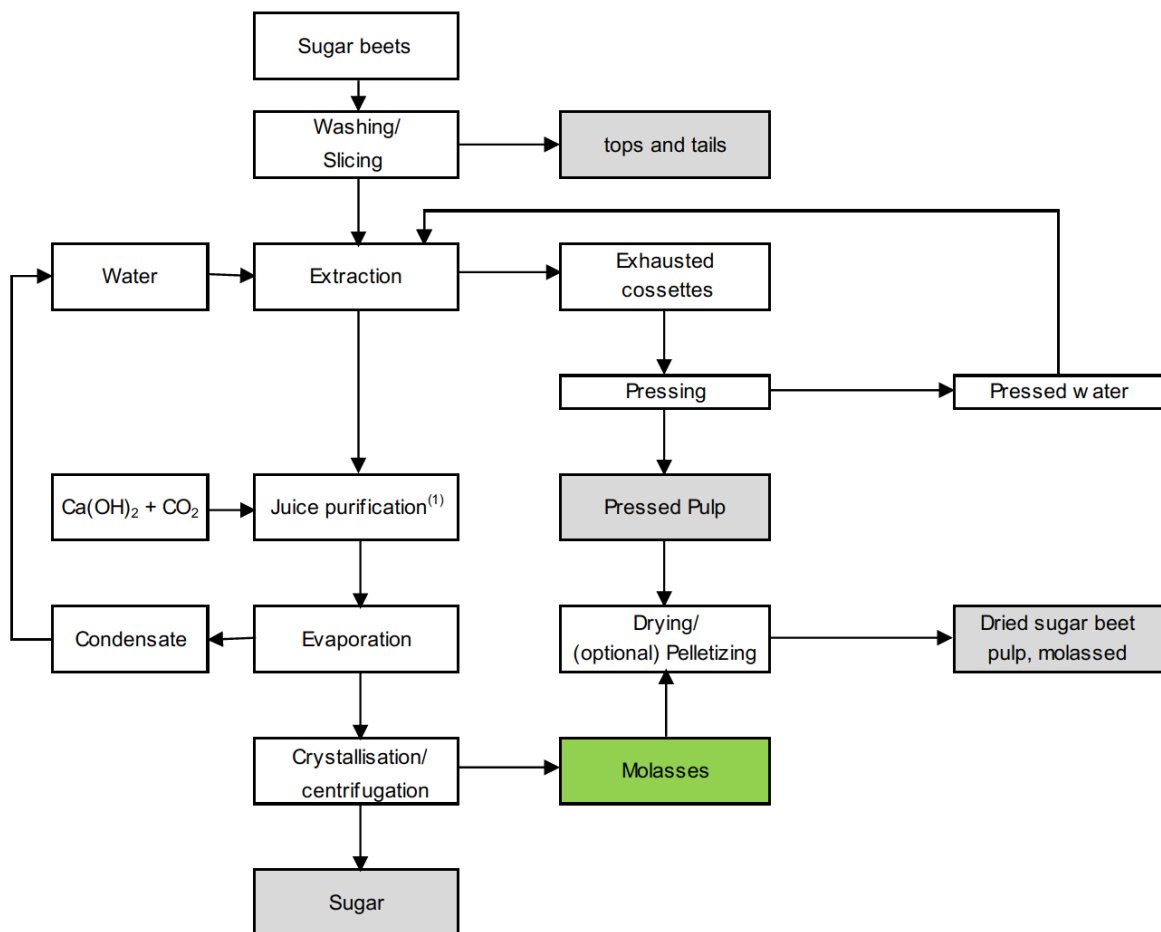 Sugar beets
Washing/
Slicing
tops and tails
Water
Extraction
Exhausted
cossettes
Pressing
Pressed water
Ca(OH)₂ + CO₂
Juice purification⁽¹⁾
Pressed Pulp
Condensate
Evaporation
Drying/
(optional) Pelletizing
Dried sugar beet
pulp, molassed
Crystallisation/
centrifugation
Molasses
Sugar